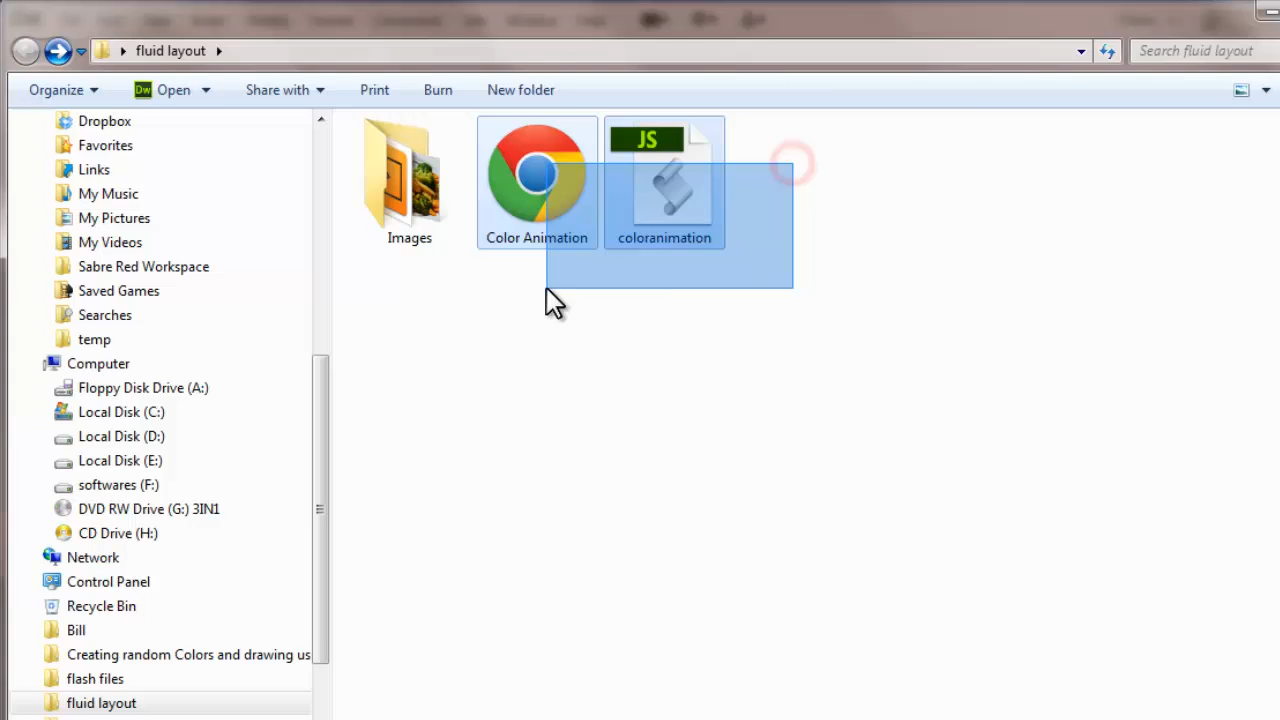 fluid layout
Search fluid layout
Organize
Dw Open
Share with
Print
Burn
New folder
Dropbox
Favorites
Links
My Music
My Pictures
My Videos
Sabre Red Workspace
Saved Games
Searches
temp
Computer
Floppy Disk Drive (A:)
Local Disk (C:)
Local Disk (D:)
Local Disk (E:)
softwares (F:)
DVD RW Drive (G:) 3IN1
CD Drive (H:)
Network
Control Panel
Recycle Bin
Bill
Creating random Colors and drawing us
flash files
fluid layout
Images
Color Animation
JS
coloranimation